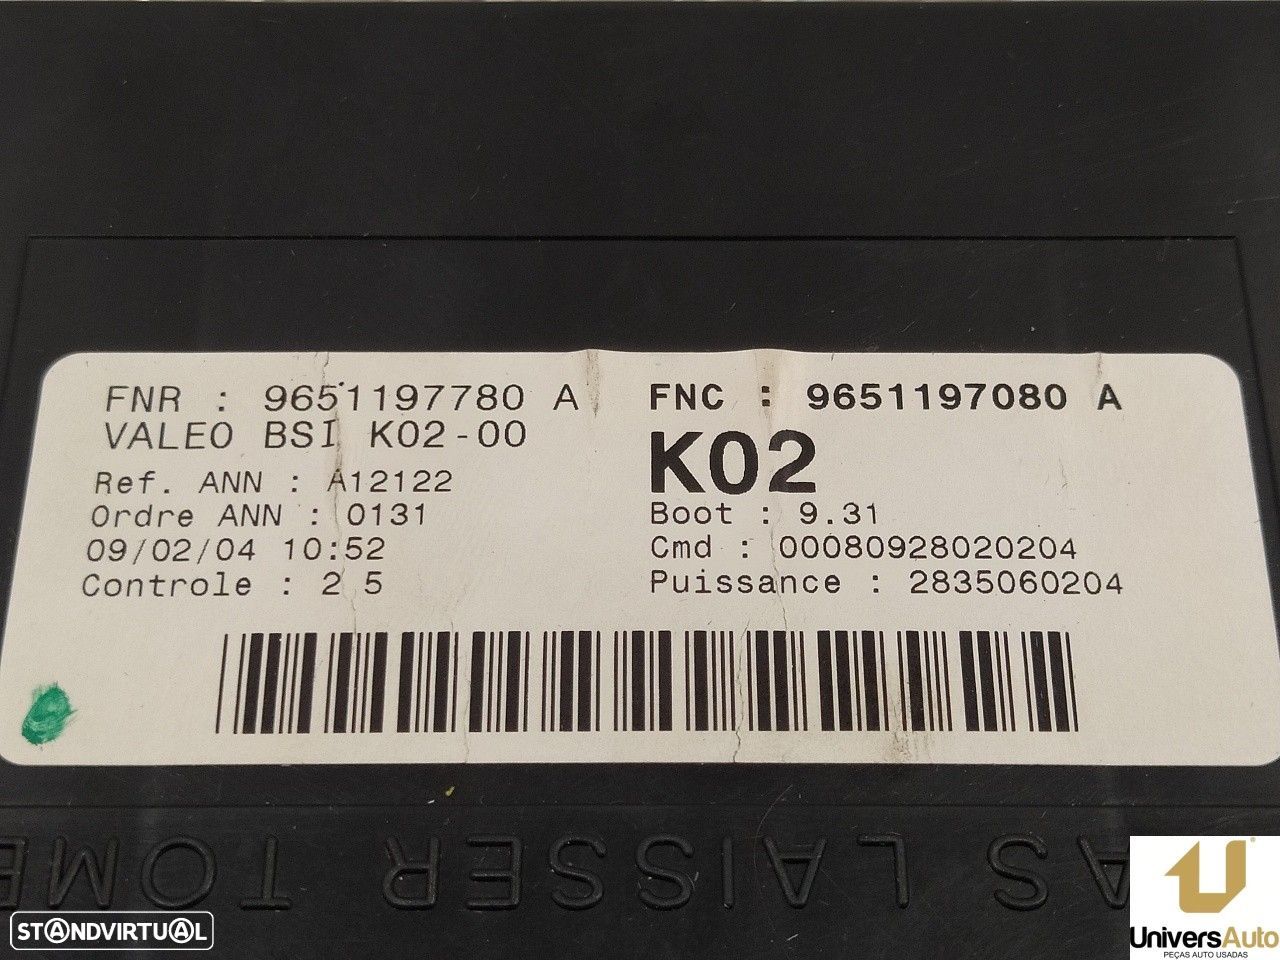 FNR : 9651197780 A
VALEO BSI K02-00
Ref. ANN : A12122
Ordre ANN : 0131
09/02/04 10:52
Controle : 2 5
FNC : 9651197080 A
K02
Boot : 9.31
Cmd : 00080928020204
Puissance : 2835060204
AS LAISSER TOMBE
STANDVIRTUAL
UniversAuto
PEÇAS AUTO USADAS